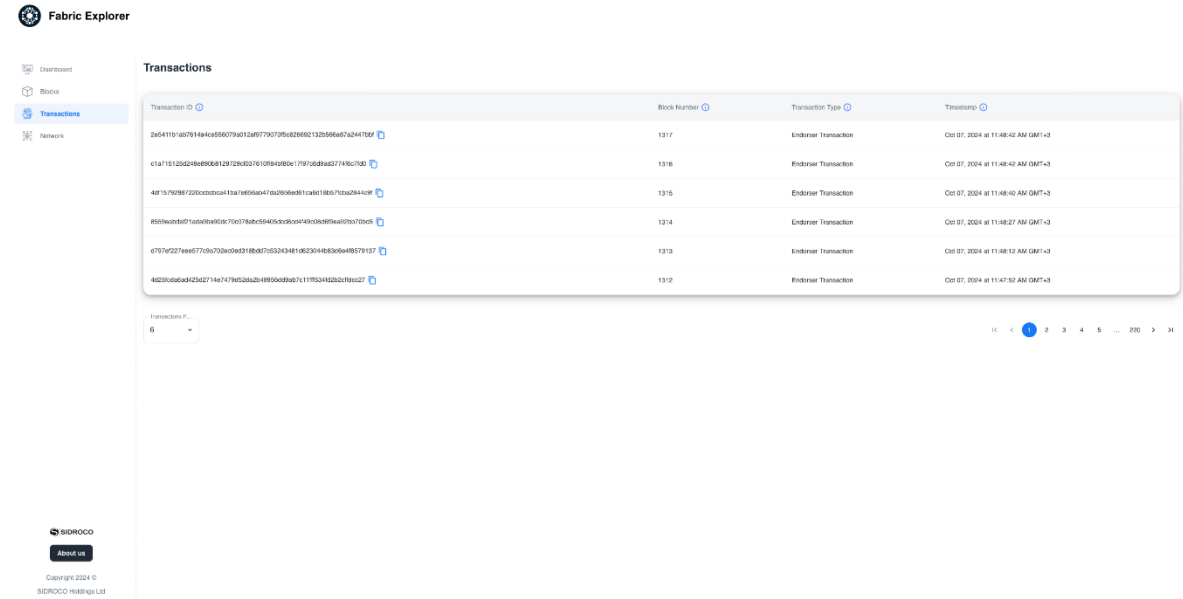 Fabric Explorer
Dashboard
Blocks
Transactions
Network
Transactions
Transaction ID Block Number Transaction Type Timestamp
1317 Endorser Transaction Oct 07, 2024 at 11:48:42 AM GMT+3
1316 Endorser Transaction Oct 07, 2024 at 11:48:42 AM GMT+3
1315 Endorser Transaction Oct 07, 2024 at 11:48:40 AM GMT+3
1314 Endorser Transaction Oct 07, 2024 at 11:48:27 AM GMT+3
1313 Endorser Transaction Oct 07, 2024 at 11:48:12 AM GMT+3
1312 Endorser Transaction Oct 07, 2024 at 11:47:52 AM GMT+3
Transactions P...
6
1 2 3 4 5 ... 220
SIDROCO
About us
Copyright 2024 ©
SIDROCO Holdings Ltd